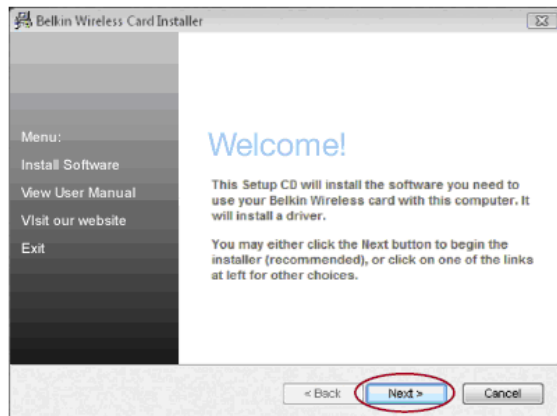 Belkin Wireless Card Installer
Menu:
Install Software
View User Manual
VIsit our website
Exit
Welcome!
This Setup CD will install the software you need to
use your Belkin Wireless card with this computer. It
will install a driver.
You may either click the Next button to begin the
installer (recommended), or click on one of the links
at left for other choices.
< Back
Next >
Cancel